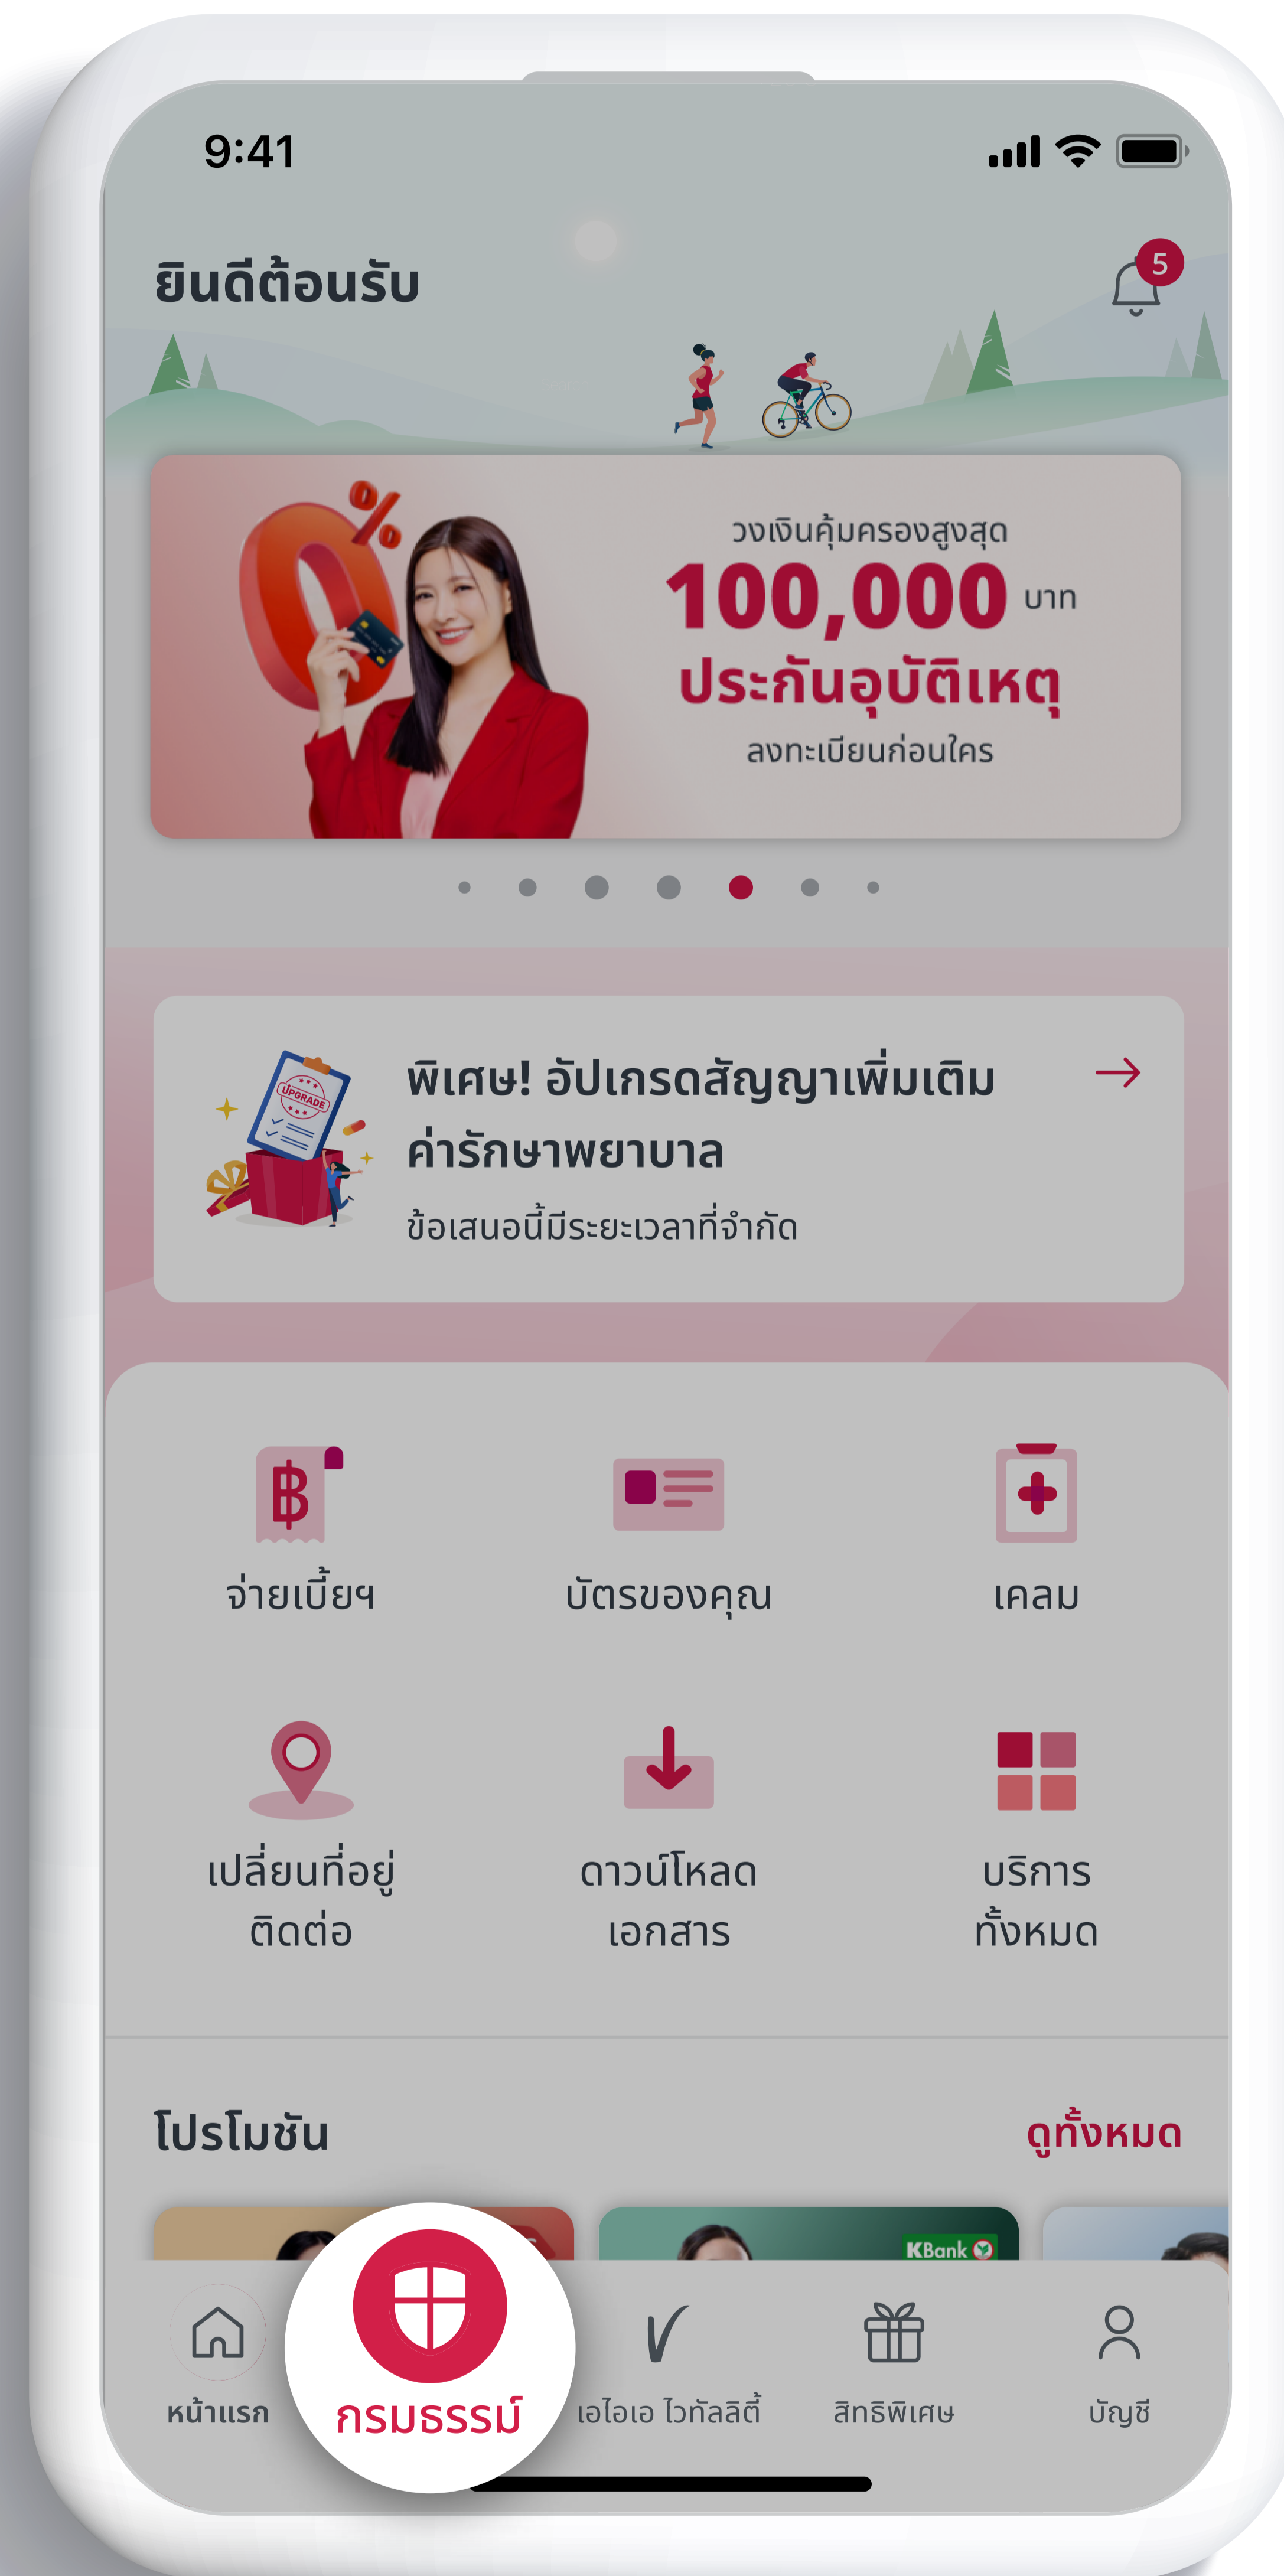 9:41
ยินดีต้อนรับ
5
วงเงินคุ้มครองสูงสุด
100,000 บาท
ประกันอุบัติเหตุ
ลงทะเบียนก่อนใคร
0%
UPGRADE
พิเศษ! อัปเกรดสัญญาเพิ่มเติม
ค่ารักษาพยาบาล
ข้อเสนอนี้มีระยะเวลาที่จำกัด
฿
จ่ายเบี้ยฯ
บัตรของคุณ
เคลม
เปลี่ยนที่อยู่
ติดต่อ
ดาวน์โหลด
เอกสาร
บริการ
ทั้งหมด
โปรโมชัน
ดูทั้งหมด
KBank
หน้าแรก
กรมธรรม์
เอไอเอ ไวทัลลิตี้
สิทธิพิเศษ
บัญชี